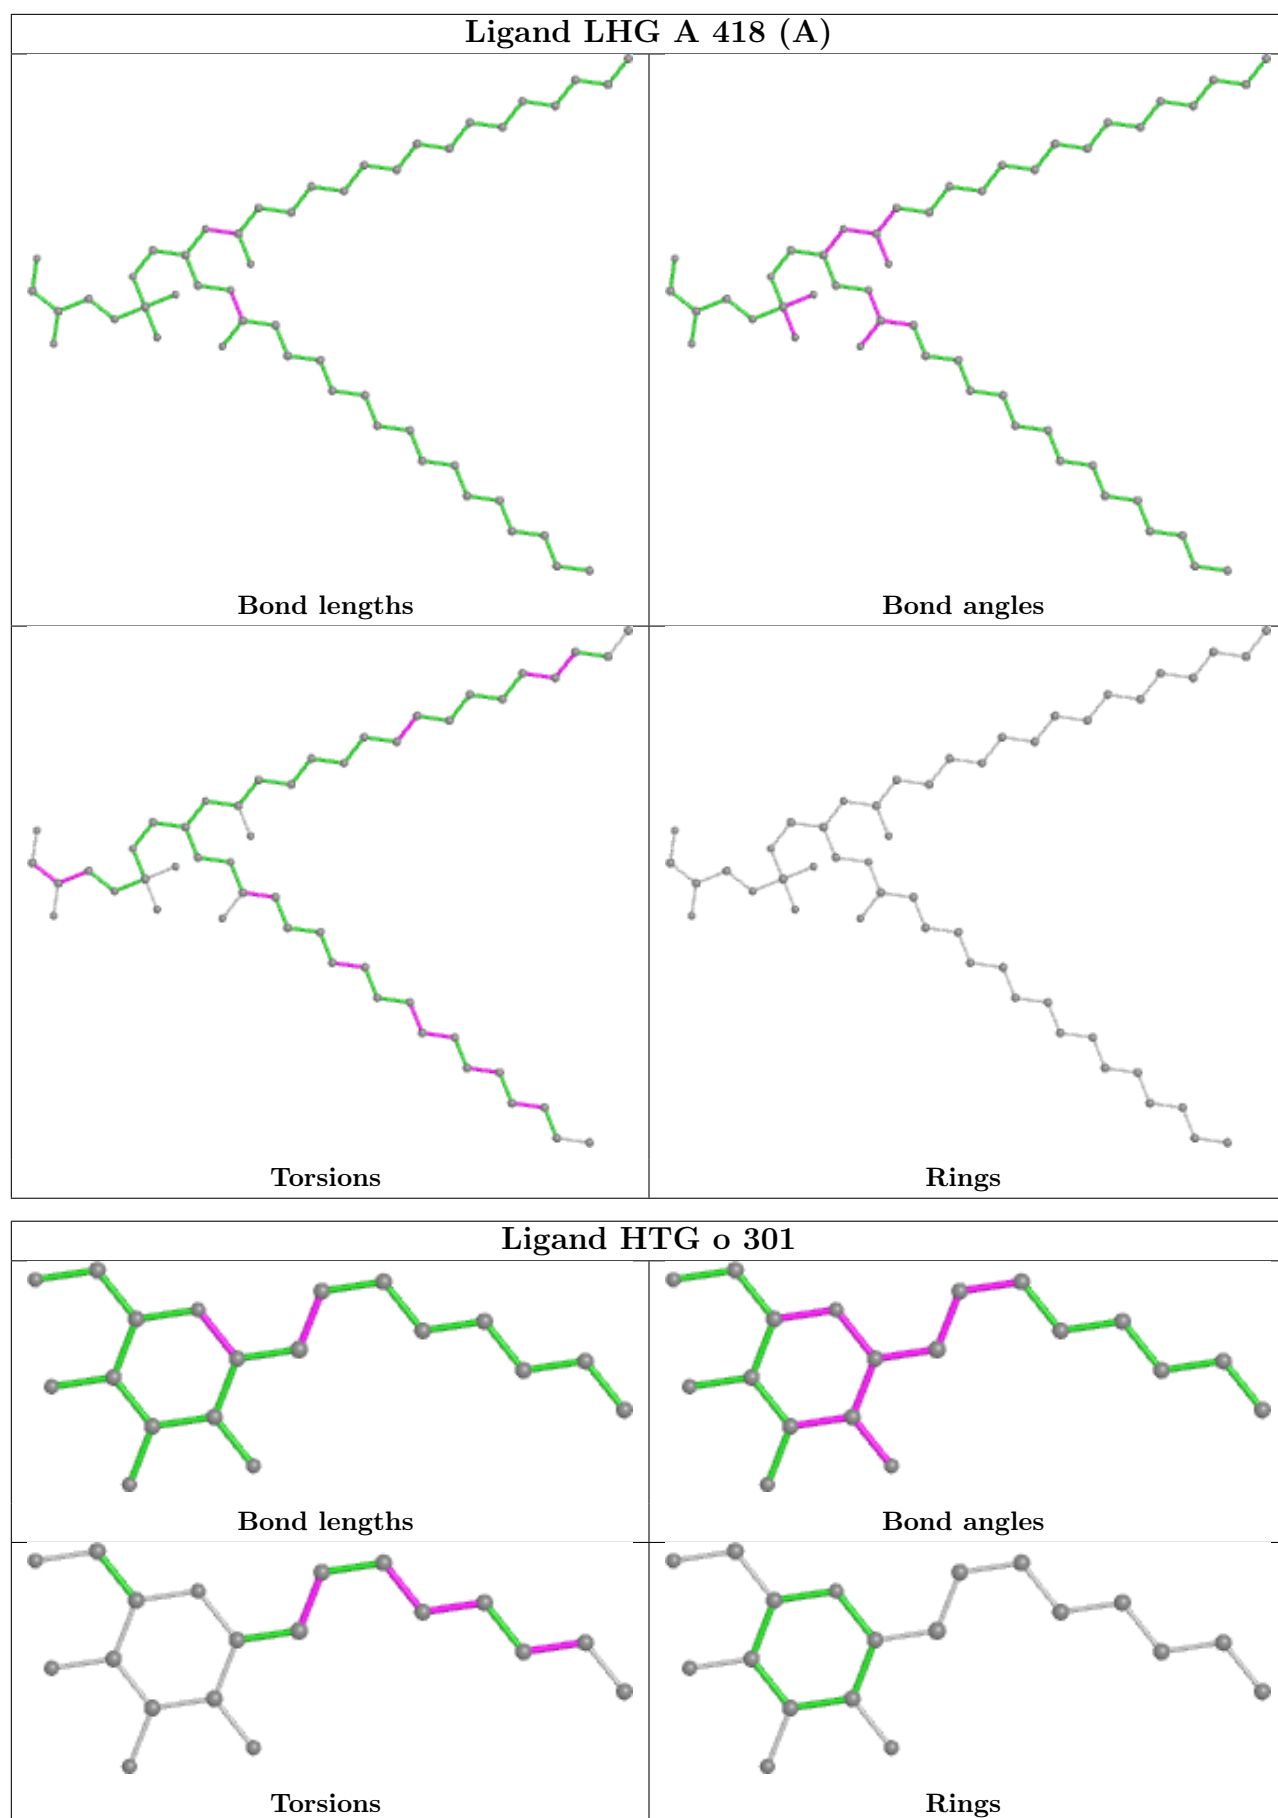 Ligand LHG A 418 (A)
Bond lengths
Bond angles
Torsions
Rings
Ligand HTG o 301
Bond lengths
Bond angles
Torsions
Rings